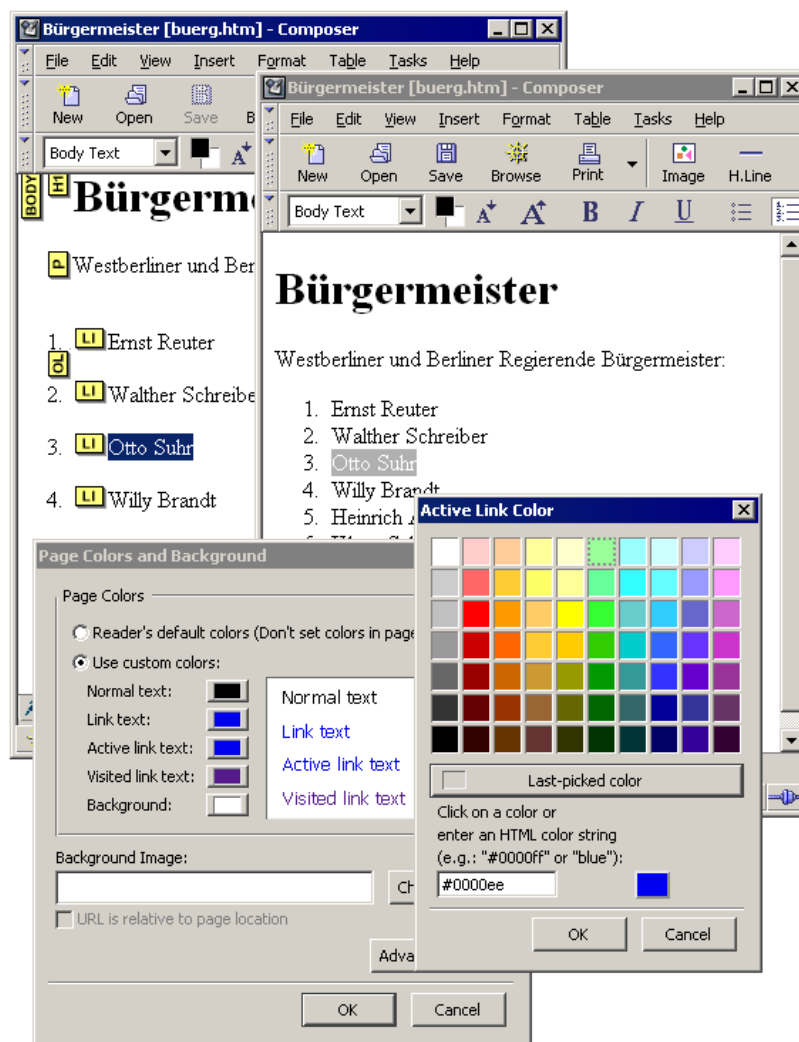 Bürgermeister [buerg.htm] - Composer
File Edit View Insert Format Table Tasks Help
New Open Save B
Body Text
BODY
H1
Bürgerm
P
Westberliner und Ber
1. LI Ernst Reuter
OL
2. LI Walther Schreibe
3. LI Otto Suhr
4. LI Willy Brandt
Bürgermeister [buerg.htm] - Composer
File Edit View Insert Format Table Tasks Help
New Open Save Browse Print Image H.Line
Body Text A A B I U
Bürgermeister
Westberliner und Berliner Regierende Bürgermeister:
1. Ernst Reuter
2. Walther Schreiber
3. Otto Suhr
4. Willy Brandt
5. Heinrich
Page Colors and Background
Page Colors
Reader's default colors (Don't set colors in page
Use custom colors:
Normal text:
Link text:
Active link text:
Visited link text:
Background:
Normal text
Link text
Active link text
Visited link text
Background Image:
Ch
URL is relative to page location
Adva
OK Cancel
Active Link Color
Last-picked color
Click on a color or
enter an HTML color string
(e.g.: "#0000ff" or "blue"):
#0000ee
OK Cancel